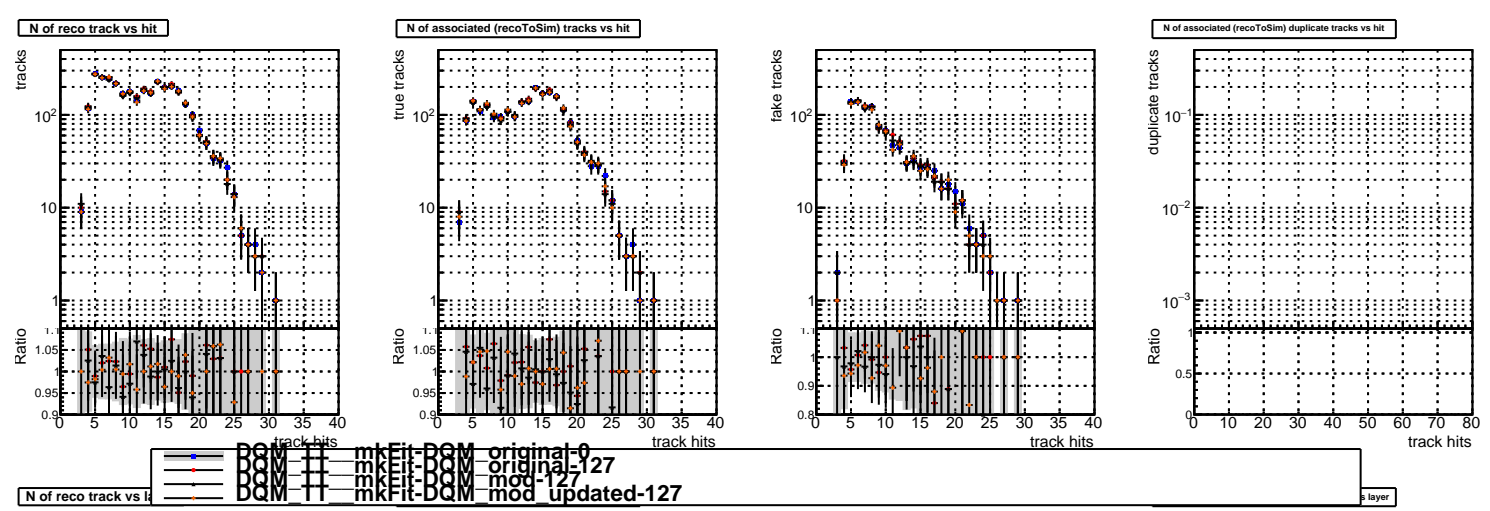 N of reco track vs hit
N of associated (recoToSim) tracks vs hit
N of associated (recoToSim) duplicate tracks vs hit
tracks
10²
10
1
Ratio
1.1
1.05
1
0.95
0.9
0 5 10 15 20 25 30 35 40
track hits
true tracks
10²
10
1
Ratio
1.1
1.05
1
0.95
0.9
0 5 10 15 20 25 30 35 40
track hits
fake tracks
10²
10
1
Ratio
1.1
1
0.9
0.8
0 5 10 15 20 25 30 35 40
track hits
duplicate tracks
10⁻¹
10⁻²
10⁻³
Ratio
1
0.5
0
0 10 20 30 40 50 60 70 80
track hits
DQM_TT__mkFit-DQM_original-0
DQM_TT__mkFit-DQM_original-127
DQM_TT__mkFit-DQM_mod-127
DQM_TT__mkFit-DQM_mod_updated-127
N of reco track vs la
s layer